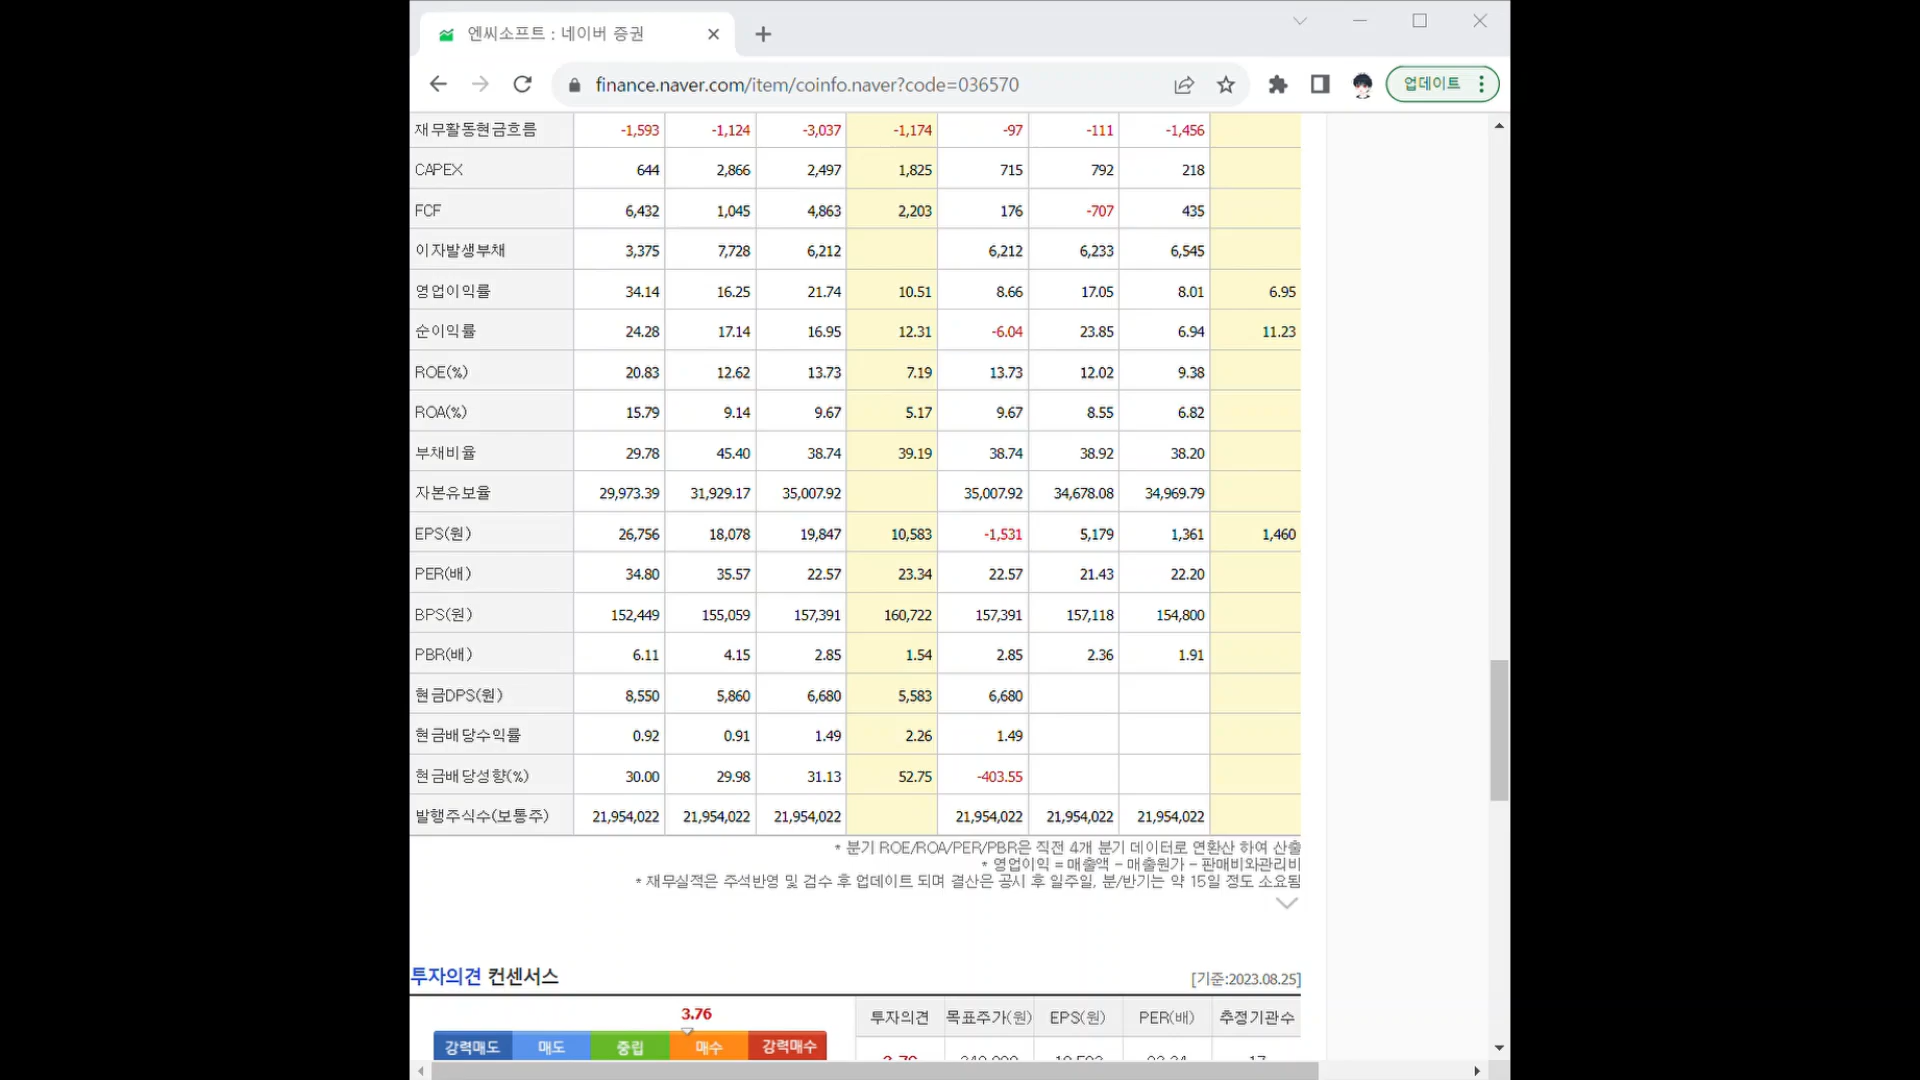 엔씨소프트 : 네이버 증권
finance.naver.com/item/coinfo.naver?code=036570
업데이트
재무활동현금흐름 -1,593 -1,124 -3,037 -1,174 -97 -111 -1,456
CAPEX 644 2,866 2,497 1,825 715 792 218
FCF 6,432 1,045 4,863 2,203 176 -707 435
이자발생부채 3,375 7,728 6,212 6,212 6,233 6,545
영업이익률 34.14 16.25 21.74 10.51 8.66 17.05 8.01 6.95
순이익률 24.28 17.14 16.95 12.31 -6.04 23.85 6.94 11.23
ROE(%) 20.83 12.62 13.73 7.19 13.73 12.02 9.38
ROA(%) 15.79 9.14 9.67 5.17 9.67 8.55 6.82
부채비율 29.78 45.40 38.74 39.19 38.74 38.92 38.20
자본유보율 29,973.39 31,929.17 35,007.92 35,007.92 34,678.08 34,969.79
EPS(원) 26,756 18,078 19,847 10,583 -1,531 5,179 1,361 1,460
PER(배) 34.80 35.57 22.57 23.34 22.57 21.43 22.20
BPS(원) 152,449 155,059 157,391 160,722 157,391 157,118 154,800
PBR(배) 6.11 4.15 2.85 1.54 2.85 2.36 1.91
현금DPS(원) 8,550 5,860 6,680 5,583 6,680
현금배당수익률 0.92 0.91 1.49 2.26 1.49
현금배당성향(%) 30.00 29.98 31.13 52.75 -403.55
발행주식수(보통주) 21,954,022 21,954,022 21,954,022 21,954,022 21,954,022 21,954,022
* 분기 ROE/ROA/PER/PBR은 직전 4개 분기 데이터로 연환산 하여 산출
* 영업이익 = 매출액 - 매출원가 - 판매비와관리비
* 재무실적은 주석반영 및 검수 후 업데이트 되며 결산은 공시 후 일주일, 분/반기는 약 15일 정도 소요됨
투자의견 컨센서스 [기준:2023.08.25]
3.76
강력매도 매도 중립 매수 강력매수
투자의견 목표주가(원) EPS(원) PER(배) 추정기관수